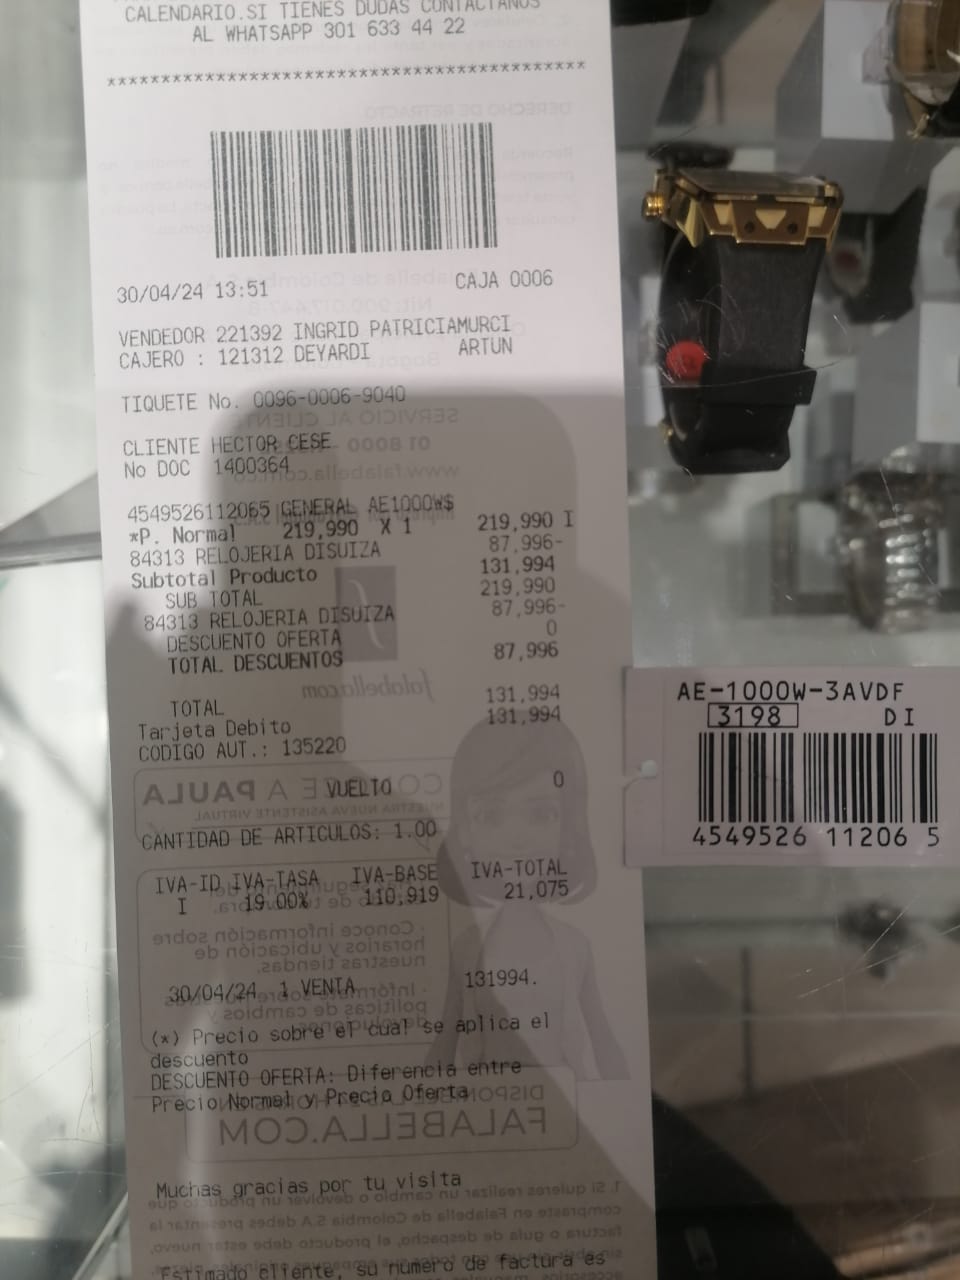 CALENDARIO.SI TIENES DUDAS CONTACTANOS
AL WHATSAPP 301 633 44 22
********************************************
30/04/24 13:51 CAJA 0006
VENDEDOR 221392 INGRID PATRICIAMURCI
CAJERO : 121312 DEYARDI ARTUN
TIQUETE No. 0096-0006-9040
CLIENTE HECTOR CESE
No DOC 1400364
4549526112065 GENERAL AE1000W$
*P. Normal 219,990 X 1 219,990 I
84313 RELOJERIA DISUIZA 87,996-
Subtotal Producto 131,994
SUB TOTAL 219,990
84313 RELOJERIA DISUIZA 87,996-
DESCUENTO OFERTA 0
TOTAL DESCUENTOS 87,996
TOTAL 131,994
Tarjeta Debito 131,994
CODIGO AUT.: 135220
VUELTO 0
CANTIDAD DE ARTICULOS: 1.00
IVA-ID IVA-TASA IVA-BASE IVA-TOTAL
I 19.00% 110,919 21,075
30/04/24 1 VENTA 131994.
(*) Precio sobre el cual se aplica el
descuento
DESCUENTO OFERTA: Diferencia entre
Precio Normal y Precio Oferta
Muchas gracias por tu visita
Estimado cliente, su numero de factura es
falabella.com
FALABELLA.COM
AE-1000W-3AVDF
3198 DI
4549526 11206 5